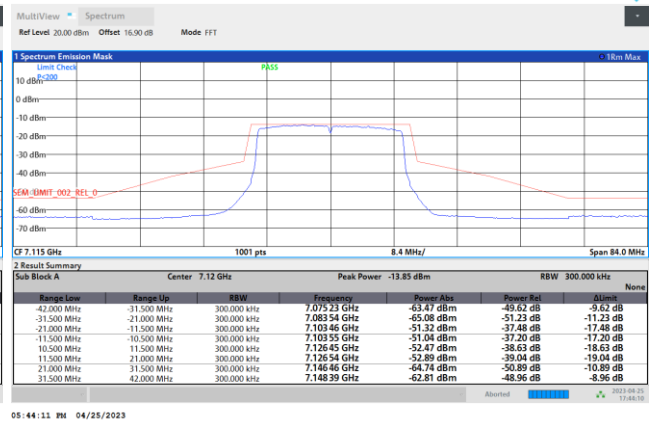 MultiView Spectrum
Ref Level 20.00 dBm Offset 16.90 dB Mode FFT
1 Spectrum Emission Mask 1Rm Max
Limit Check PASS
P<200
10 dBm
0 dBm
-10 dBm
-20 dBm
-30 dBm
-40 dBm
SEM_LIMIT_002_REL_0
-60 dBm
-70 dBm
CF 7.115 GHz 1001 pts 8.4 MHz/ Span 84.0 MHz
2 Result Summary
Sub Block A Center 7.12 GHz Peak Power -13.85 dBm RBW 300.000 kHz
None
Range Low Range Up RBW Frequency Power Abs Power Rel ΔLimit
-42.000 MHz -31.500 MHz 300.000 kHz 7.07523 GHz -63.47 dBm -49.62 dB -9.62 dB
-31.500 MHz -21.000 MHz 300.000 kHz 7.08354 GHz -65.08 dBm -51.23 dB -11.23 dB
-21.000 MHz -11.500 MHz 300.000 kHz 7.10346 GHz -51.32 dBm -37.48 dB -17.48 dB
-11.500 MHz -10.500 MHz 300.000 kHz 7.10355 GHz -51.04 dBm -37.20 dB -17.20 dB
10.500 MHz 11.500 MHz 300.000 kHz 7.12645 GHz -52.47 dBm -38.63 dB -18.63 dB
11.500 MHz 21.000 MHz 300.000 kHz 7.12654 GHz -52.89 dBm -39.04 dB -19.04 dB
21.000 MHz 31.500 MHz 300.000 kHz 7.14646 GHz -64.74 dBm -50.89 dB -10.89 dB
31.500 MHz 42.000 MHz 300.000 kHz 7.14839 GHz -62.81 dBm -48.96 dB -8.96 dB
Aborted 2023-04-25
17:44:10
05:44:11 PM 04/25/2023